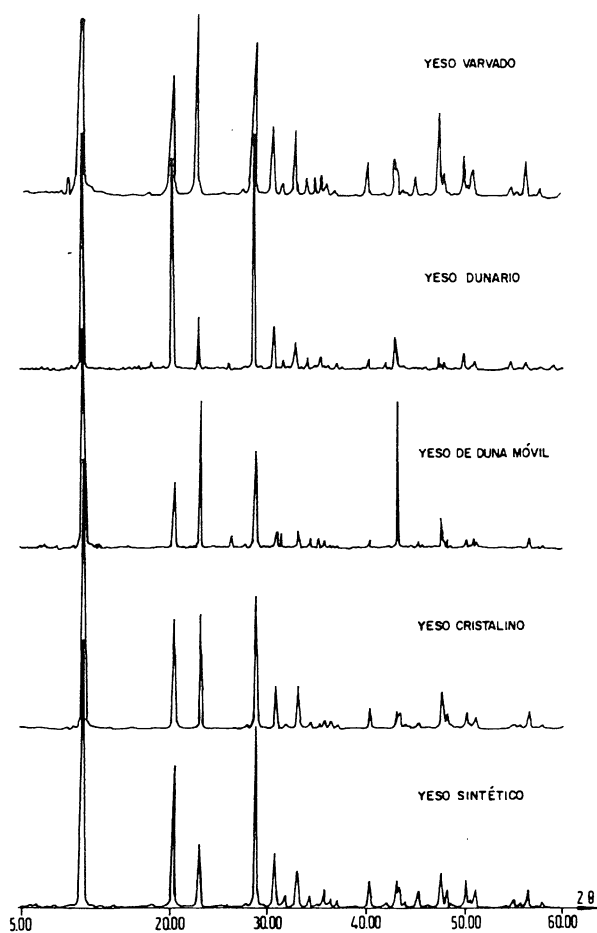 YESO VARVADO
YESO DUNARIO
YESO DE DUNA MÓVIL
YESO CRISTALINO
YESO SINTÉTICO
2 θ
5.00 20.00 30.00 40.00 50.00 60.00